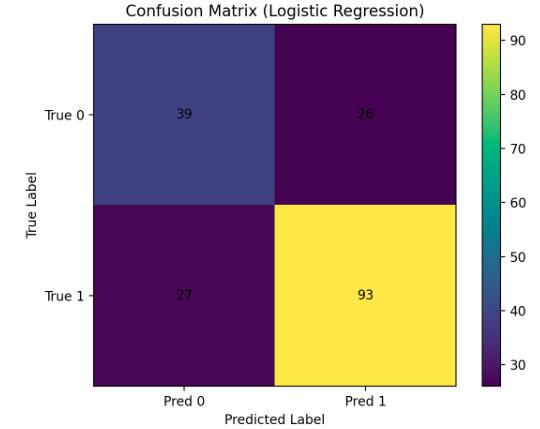 Confusion Matrix (Logistic Regression)
True Label
True 0
39
26
True 1
27
93
Pred 0
Pred 1
Predicted Label
90
80
70
60
50
40
30